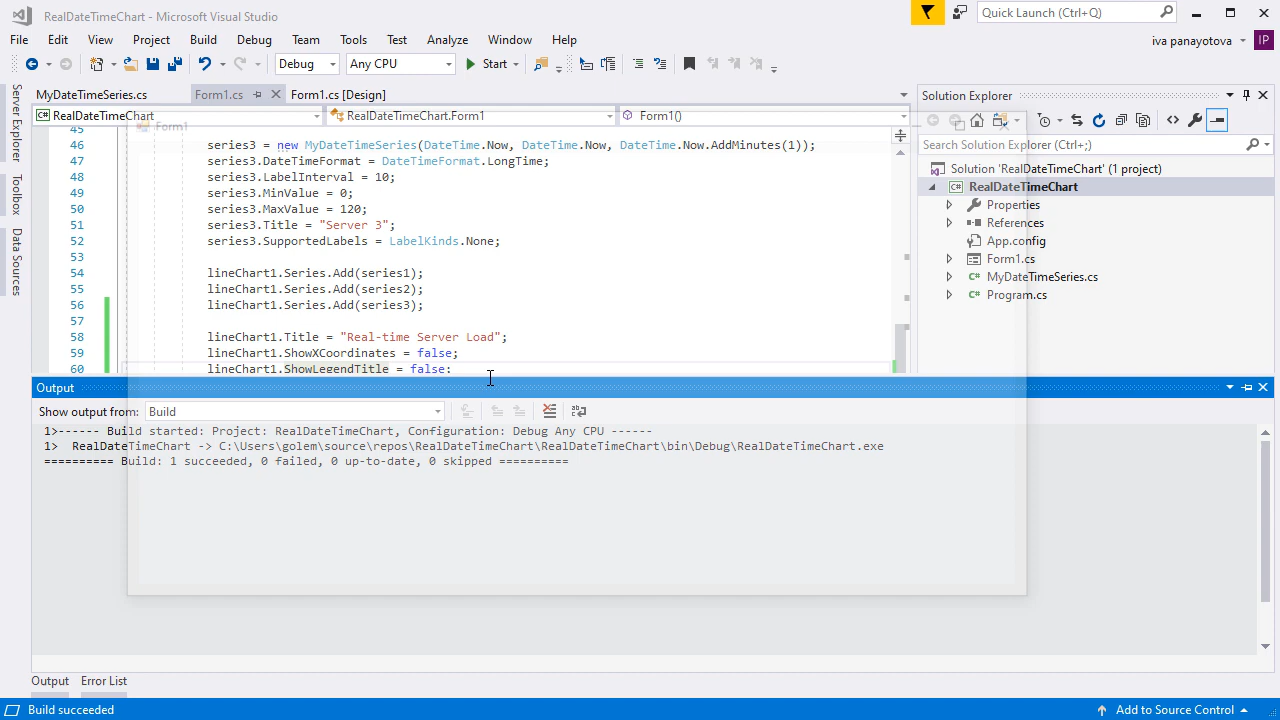 RealDateTimeChart - Microsoft Visual Studio
Quick Launch (Ctrl+Q)
File Edit View Project Build Debug Team Tools Test Analyze Window Help
iva panayotova IP
Debug Any CPU Start
MyDateTimeSeries.cs Form1.cs Form1.cs [Design]
RealDateTimeChart RealDateTimeChart.Form1 Form1()
Form1
Server Explorer
Toolbox
Data Sources
45
46 series3 = new MyDateTimeSeries(DateTime.Now, DateTime.Now, DateTime.Now.AddMinutes(1));
47 series3.DateTimeFormat = DateTimeFormat.LongTime;
48 series3.LabelInterval = 10;
49 series3.MinValue = 0;
50 series3.MaxValue = 120;
51 series3.Title = "Server 3";
52 series3.SupportedLabels = LabelKinds.None;
53
54 lineChart1.Series.Add(series1);
55 lineChart1.Series.Add(series2);
56 lineChart1.Series.Add(series3);
57
58 lineChart1.Title = "Real-time Server Load";
59 lineChart1.ShowXCoordinates = false;
60 lineChart1.ShowLegendTitle = false;
Solution Explorer
Search Solution Explorer (Ctrl+;)
Solution 'RealDateTimeChart' (1 project)
RealDateTimeChart
Properties
References
App.config
Form1.cs
MyDateTimeSeries.cs
Program.cs
Output
Show output from: Build
1>------ Build started: Project: RealDateTimeChart, Configuration: Debug Any CPU ------
1> RealDateTimeChart -> C:\Users\golem\source\repos\RealDateTimeChart\RealDateTimeChart\bin\Debug\RealDateTimeChart.exe
========== Build: 1 succeeded, 0 failed, 0 up-to-date, 0 skipped ==========
Output Error List
Build succeeded
Add to Source Control